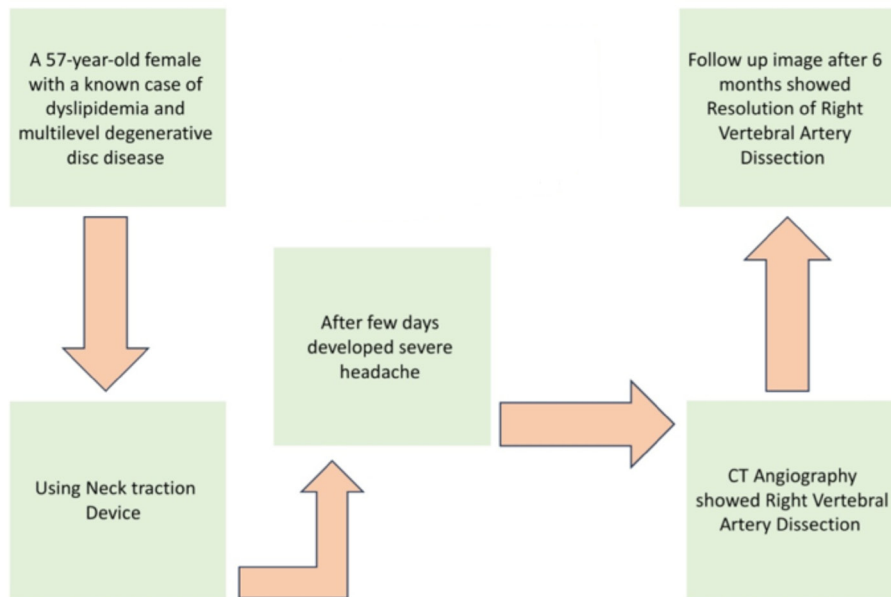 A 57-year-old female
with a known case of
dyslipidemia and
multilevel degenerative
disc disease
Using Neck traction
Device
After few days
developed severe
headache
CT Angiography
showed Right Vertebral
Artery Dissection
Follow up image after 6
months showed
Resolution of Right
Vertebral Artery
Dissection